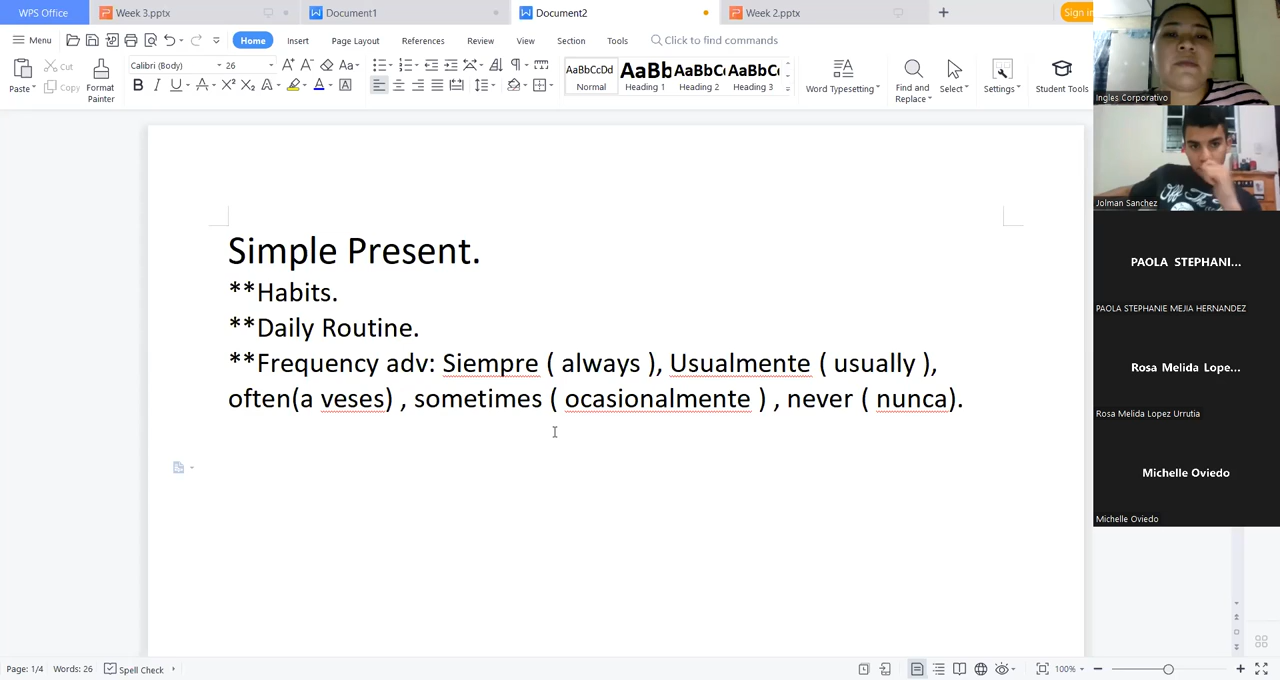 WPS Office
Week 3.pptx
Document1
Document2
Week 2.pptx
Sign in
Menu
Home
Insert
Page Layout
References
Review
View
Section
Tools
Click to find commands
Paste
Cut
Copy
Format Painter
Calibri (Body)
26
AaBbCcDd
Normal
AaBb
Heading 1
AaBbCc
Heading 2
AaBbCc
Heading 3
Word Typesetting
Find and Replace
Select
Settings
Student Tools
Simple Present.
**Habits.
**Daily Routine.
**Frequency adv: Siempre ( always ), Usualmente ( usually ),
often(a veses) , sometimes ( ocasionalmente ) , never ( nunca).
Ingles Corporativo
Jolman Sanchez
PAOLA STEPHANI...
PAOLA STEPHANIE MEJIA HERNANDEZ
Rosa Melida Lope...
Rosa Melida Lopez Urrutia
Michelle Oviedo
Michelle Oviedo
Page: 1/4
Words: 26
Spell Check
100%